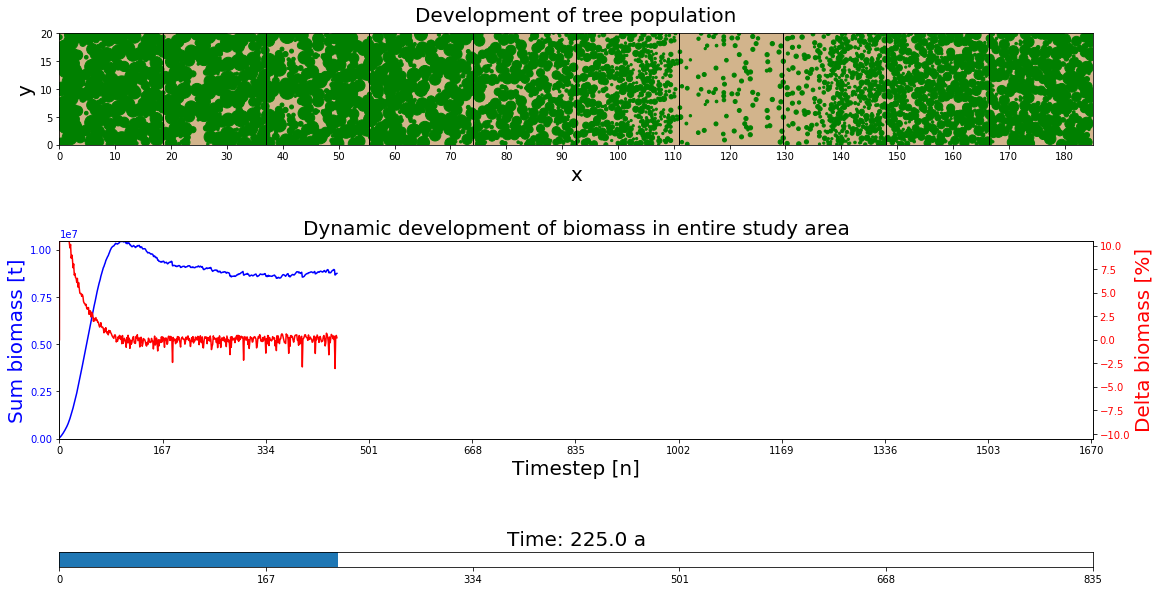 Development of tree population
20
15
10
5
0
y
0 10 20 30 40 50 60 70 80 90 100 110 120 130 140 150 160 170 180
x
Dynamic development of biomass in entire study area
1e7
1.00
0.75
0.50
0.25
0.00
Sum biomass [t]
10.0
7.5
5.0
2.5
0.0
−2.5
−5.0
−7.5
−10.0
Delta biomass [%]
0 167 334 501 668 835 1002 1169 1336 1503 1670
Timestep [n]
Time: 225.0 a
0 167 334 501 668 835